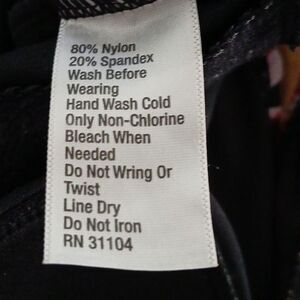 80% Nylon
20% Spandex
Wash Before
Wearing
Hand Wash Cold
Only Non-Chlorine
Bleach When
Needed
Do Not Wring Or
Twist
Line Dry
Do Not Iron
RN 31104